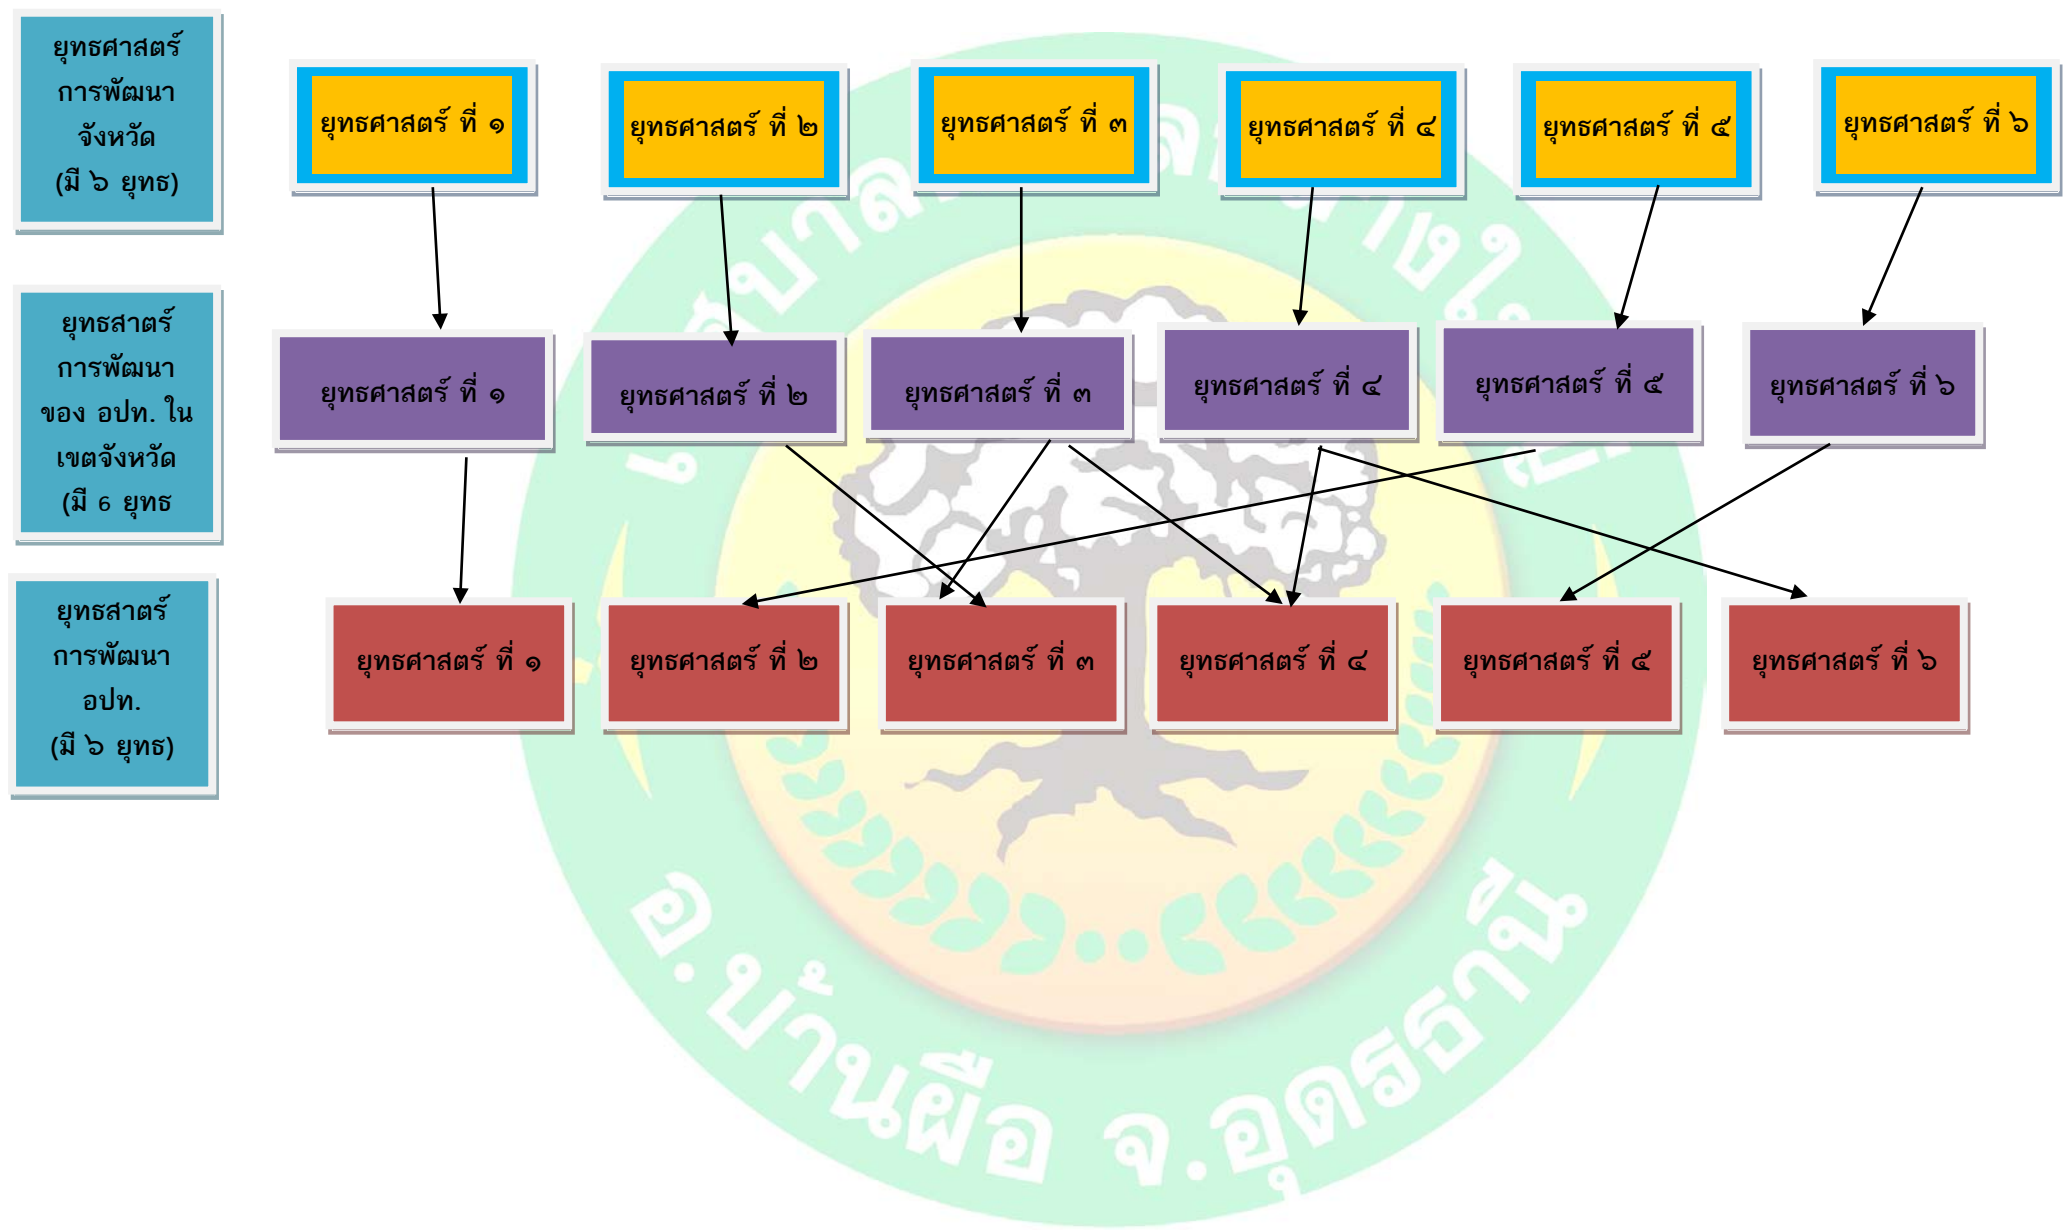 ยุทธศาสตร์
การพัฒนา
จังหวัด
(มี ๖ ยุทธ)
ยุทธศาสตร์ ที่ ๑
ยุทธศาสตร์ ที่ ๒
ยุทธศาสตร์ ที่ ๓
ยุทธศาสตร์ ที่ ๔
ยุทธศาสตร์ ที่ ๕
ยุทธศาสตร์ ที่ ๖
ยุทธสาตร์
การพัฒนา
ของ อปท. ใน
เขตจังหวัด
(มี 6 ยุทธ
ยุทธศาสตร์ ที่ ๑
ยุทธศาสตร์ ที่ ๒
ยุทธศาสตร์ ที่ ๓
ยุทธศาสตร์ ที่ ๔
ยุทธศาสตร์ ที่ ๕
ยุทธศาสตร์ ที่ ๖
ยุทธสาตร์
การพัฒนา
อปท.
(มี ๖ ยุทธ)
ยุทธศาสตร์ ที่ ๑
ยุทธศาสตร์ ที่ ๒
ยุทธศาสตร์ ที่ ๓
ยุทธศาสตร์ ที่ ๔
ยุทธศาสตร์ ที่ ๕
ยุทธศาสตร์ ที่ ๖
อ.บ้านผือ จ.อุดรธานี